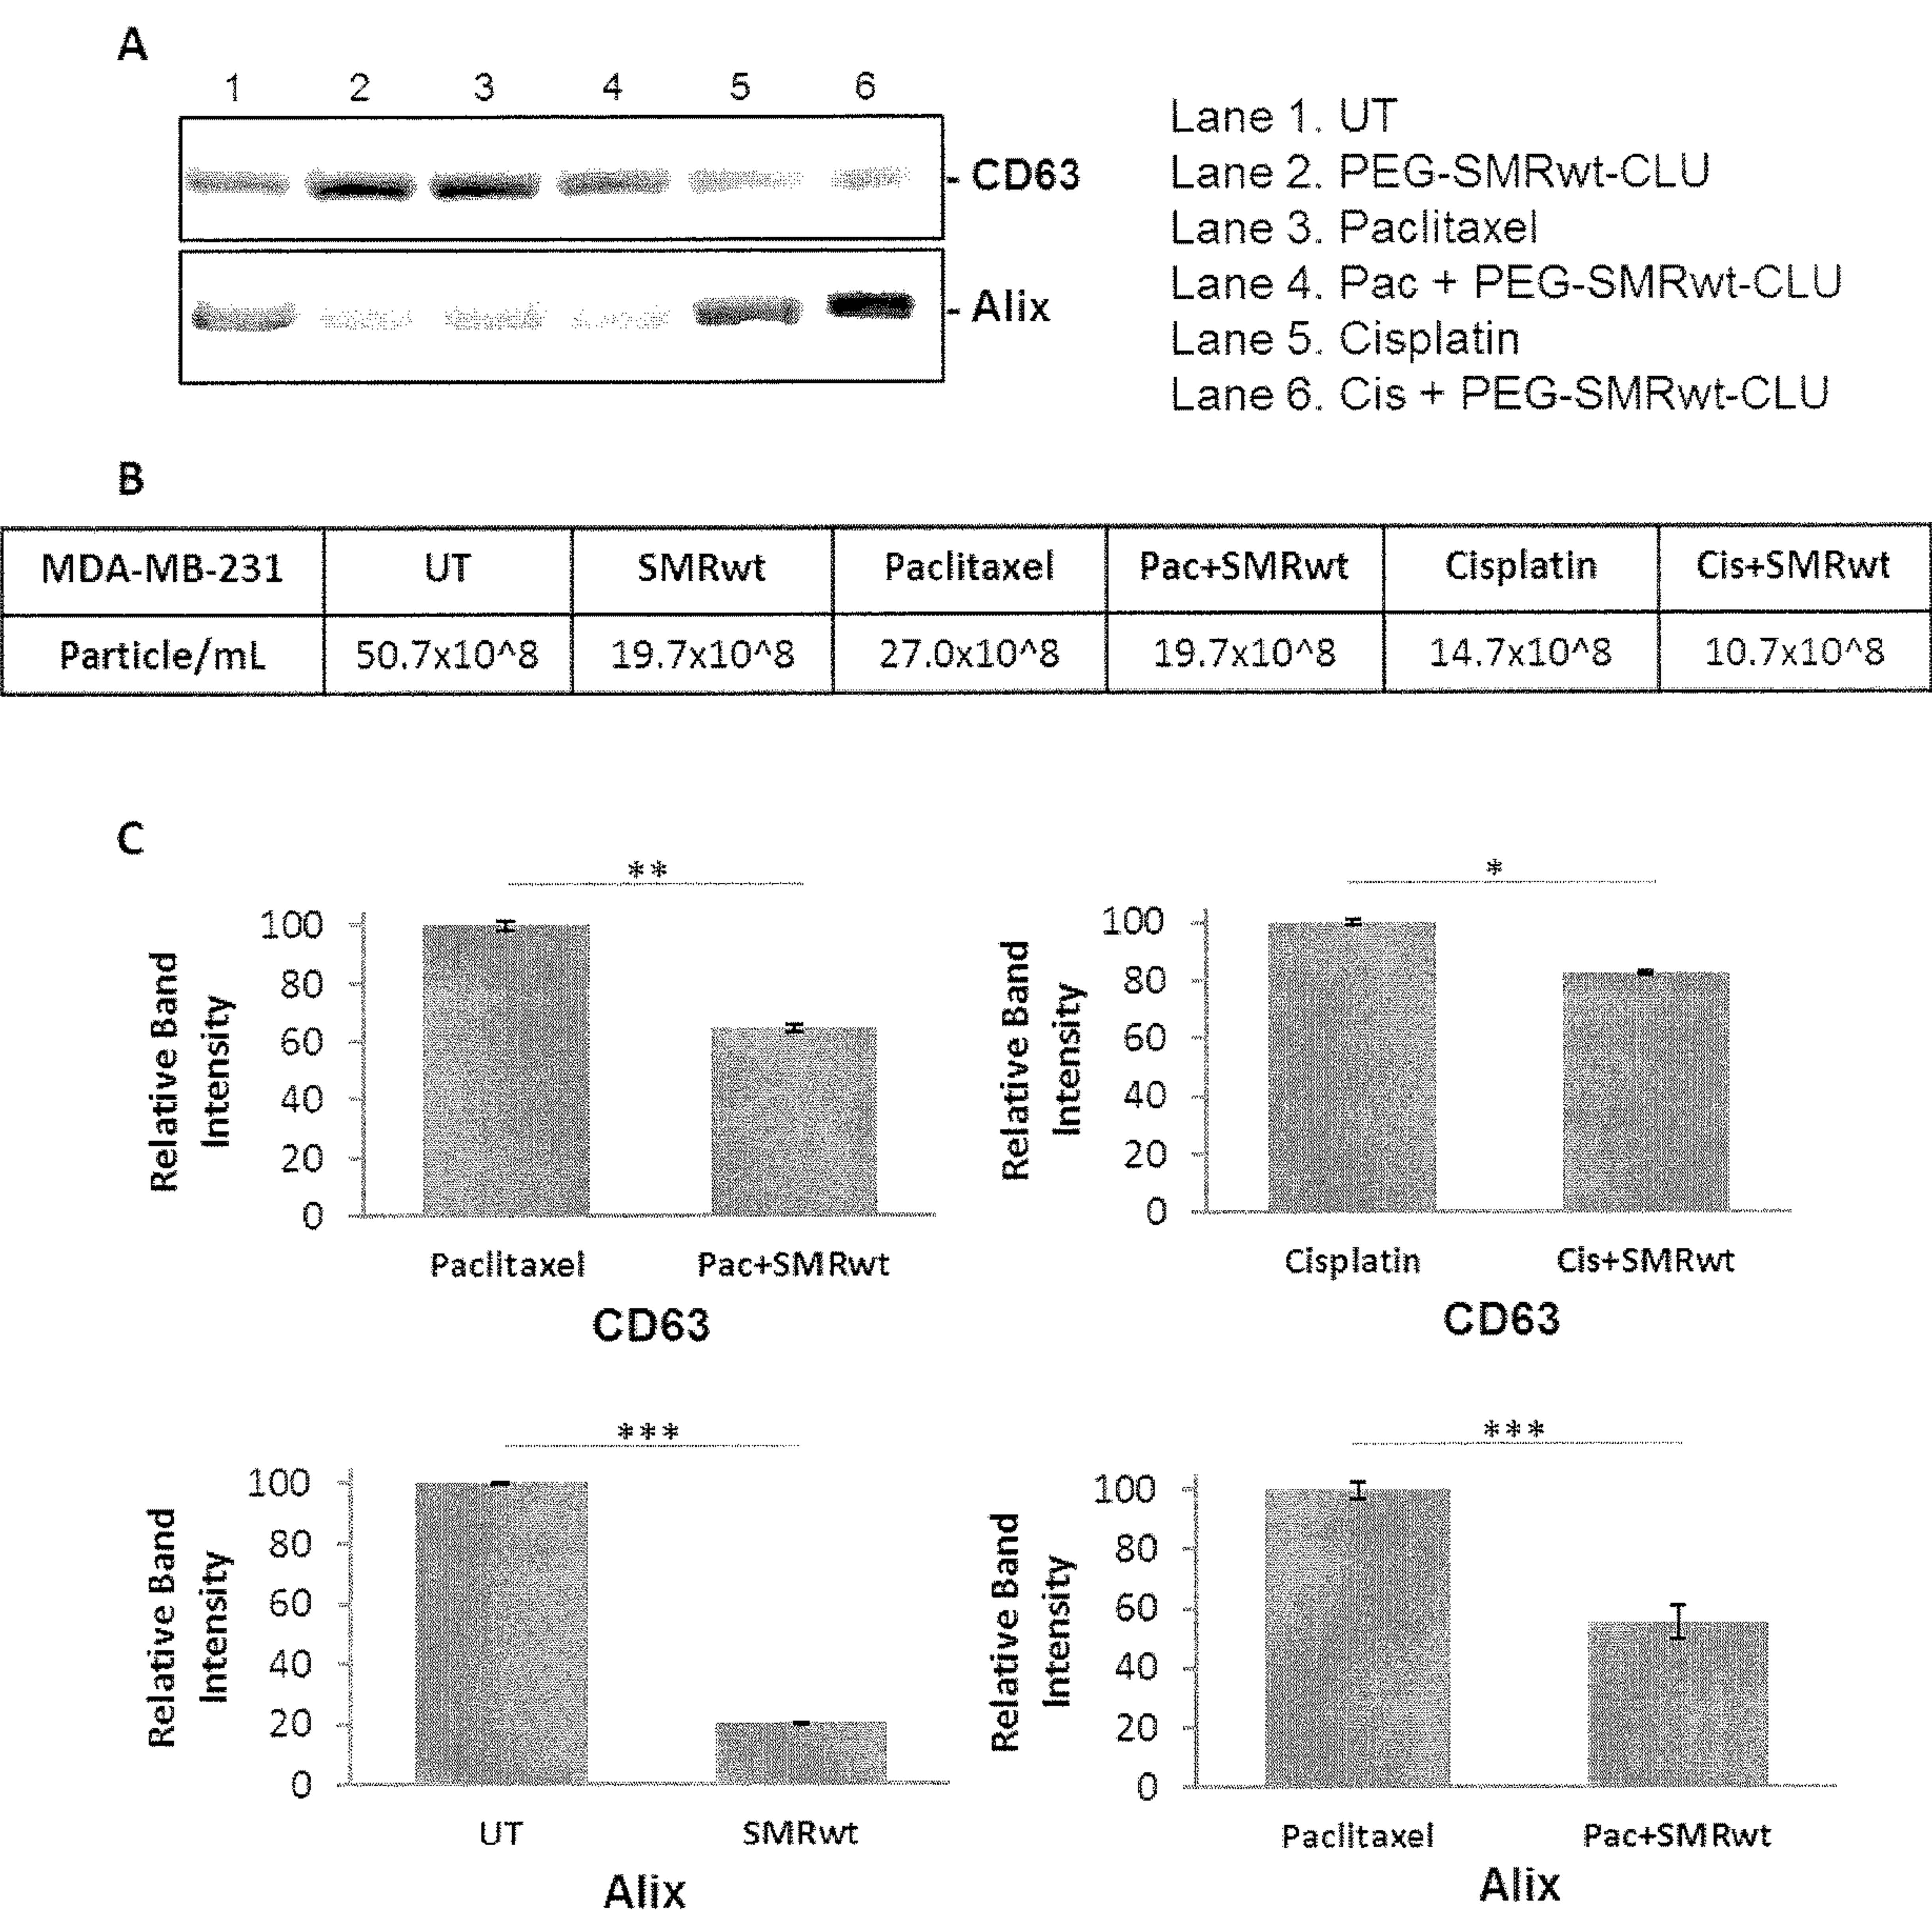 A
1 2 3 4 5 6
- CD63
- Alix
Lane 1. UT
Lane 2. PEG-SMRwt-CLU
Lane 3. Paclitaxel
Lane 4. Pac + PEG-SMRwt-CLU
Lane 5. Cisplatin
Lane 6. Cis + PEG-SMRwt-CLU
B
MDA-MB-231 UT SMRwt Paclitaxel Pac+SMRwt Cisplatin Cis+SMRwt
Particle/mL 50.7x10^8 19.7x10^8 27.0x10^8 19.7x10^8 14.7x10^8 10.7x10^8
C
**
Relative Band
Intensity
100
80
60
40
20
0
Paclitaxel Pac+SMRwt
CD63
*
Relative Band
Intensity
100
80
60
40
20
0
Cisplatin Cis+SMRwt
CD63
***
Relative Band
Intensity
100
80
60
40
20
0
UT SMRwt
Alix
***
Relative Band
Intensity
100
80
60
40
20
0
Paclitaxel Pac+SMRwt
Alix